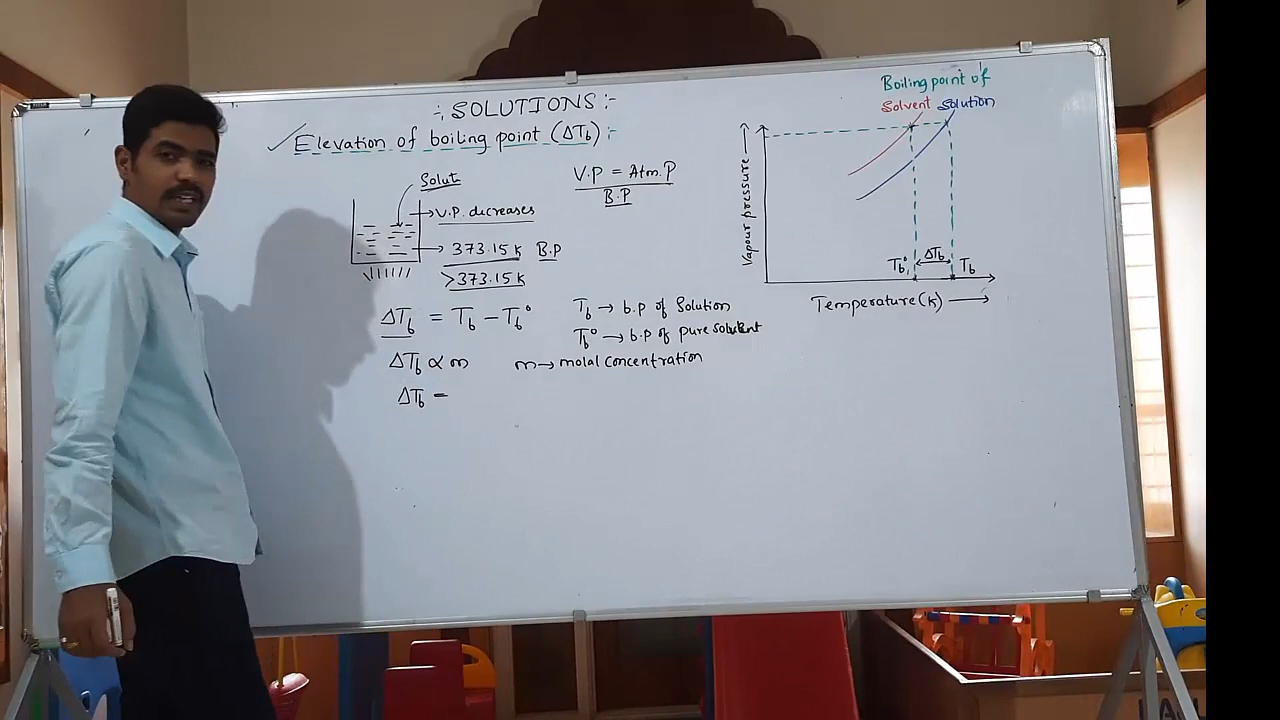 :- SOLUTIONS :-
Elevation of boiling point (ΔTb) :-
Solut
V.P. decreases
373.15 K B.P
>373.15 K
V.P = Atm.P
B.P
ΔTb = Tb - Tb°
Tb → b.p of Solution
Tb° → b.p of pure solvent
ΔTb ∝ m
m → molal concentration
ΔTb =
Boiling point of
Solvent Solution
Vapour pressure →
Tb° ΔTb Tb
Temperature (K) →